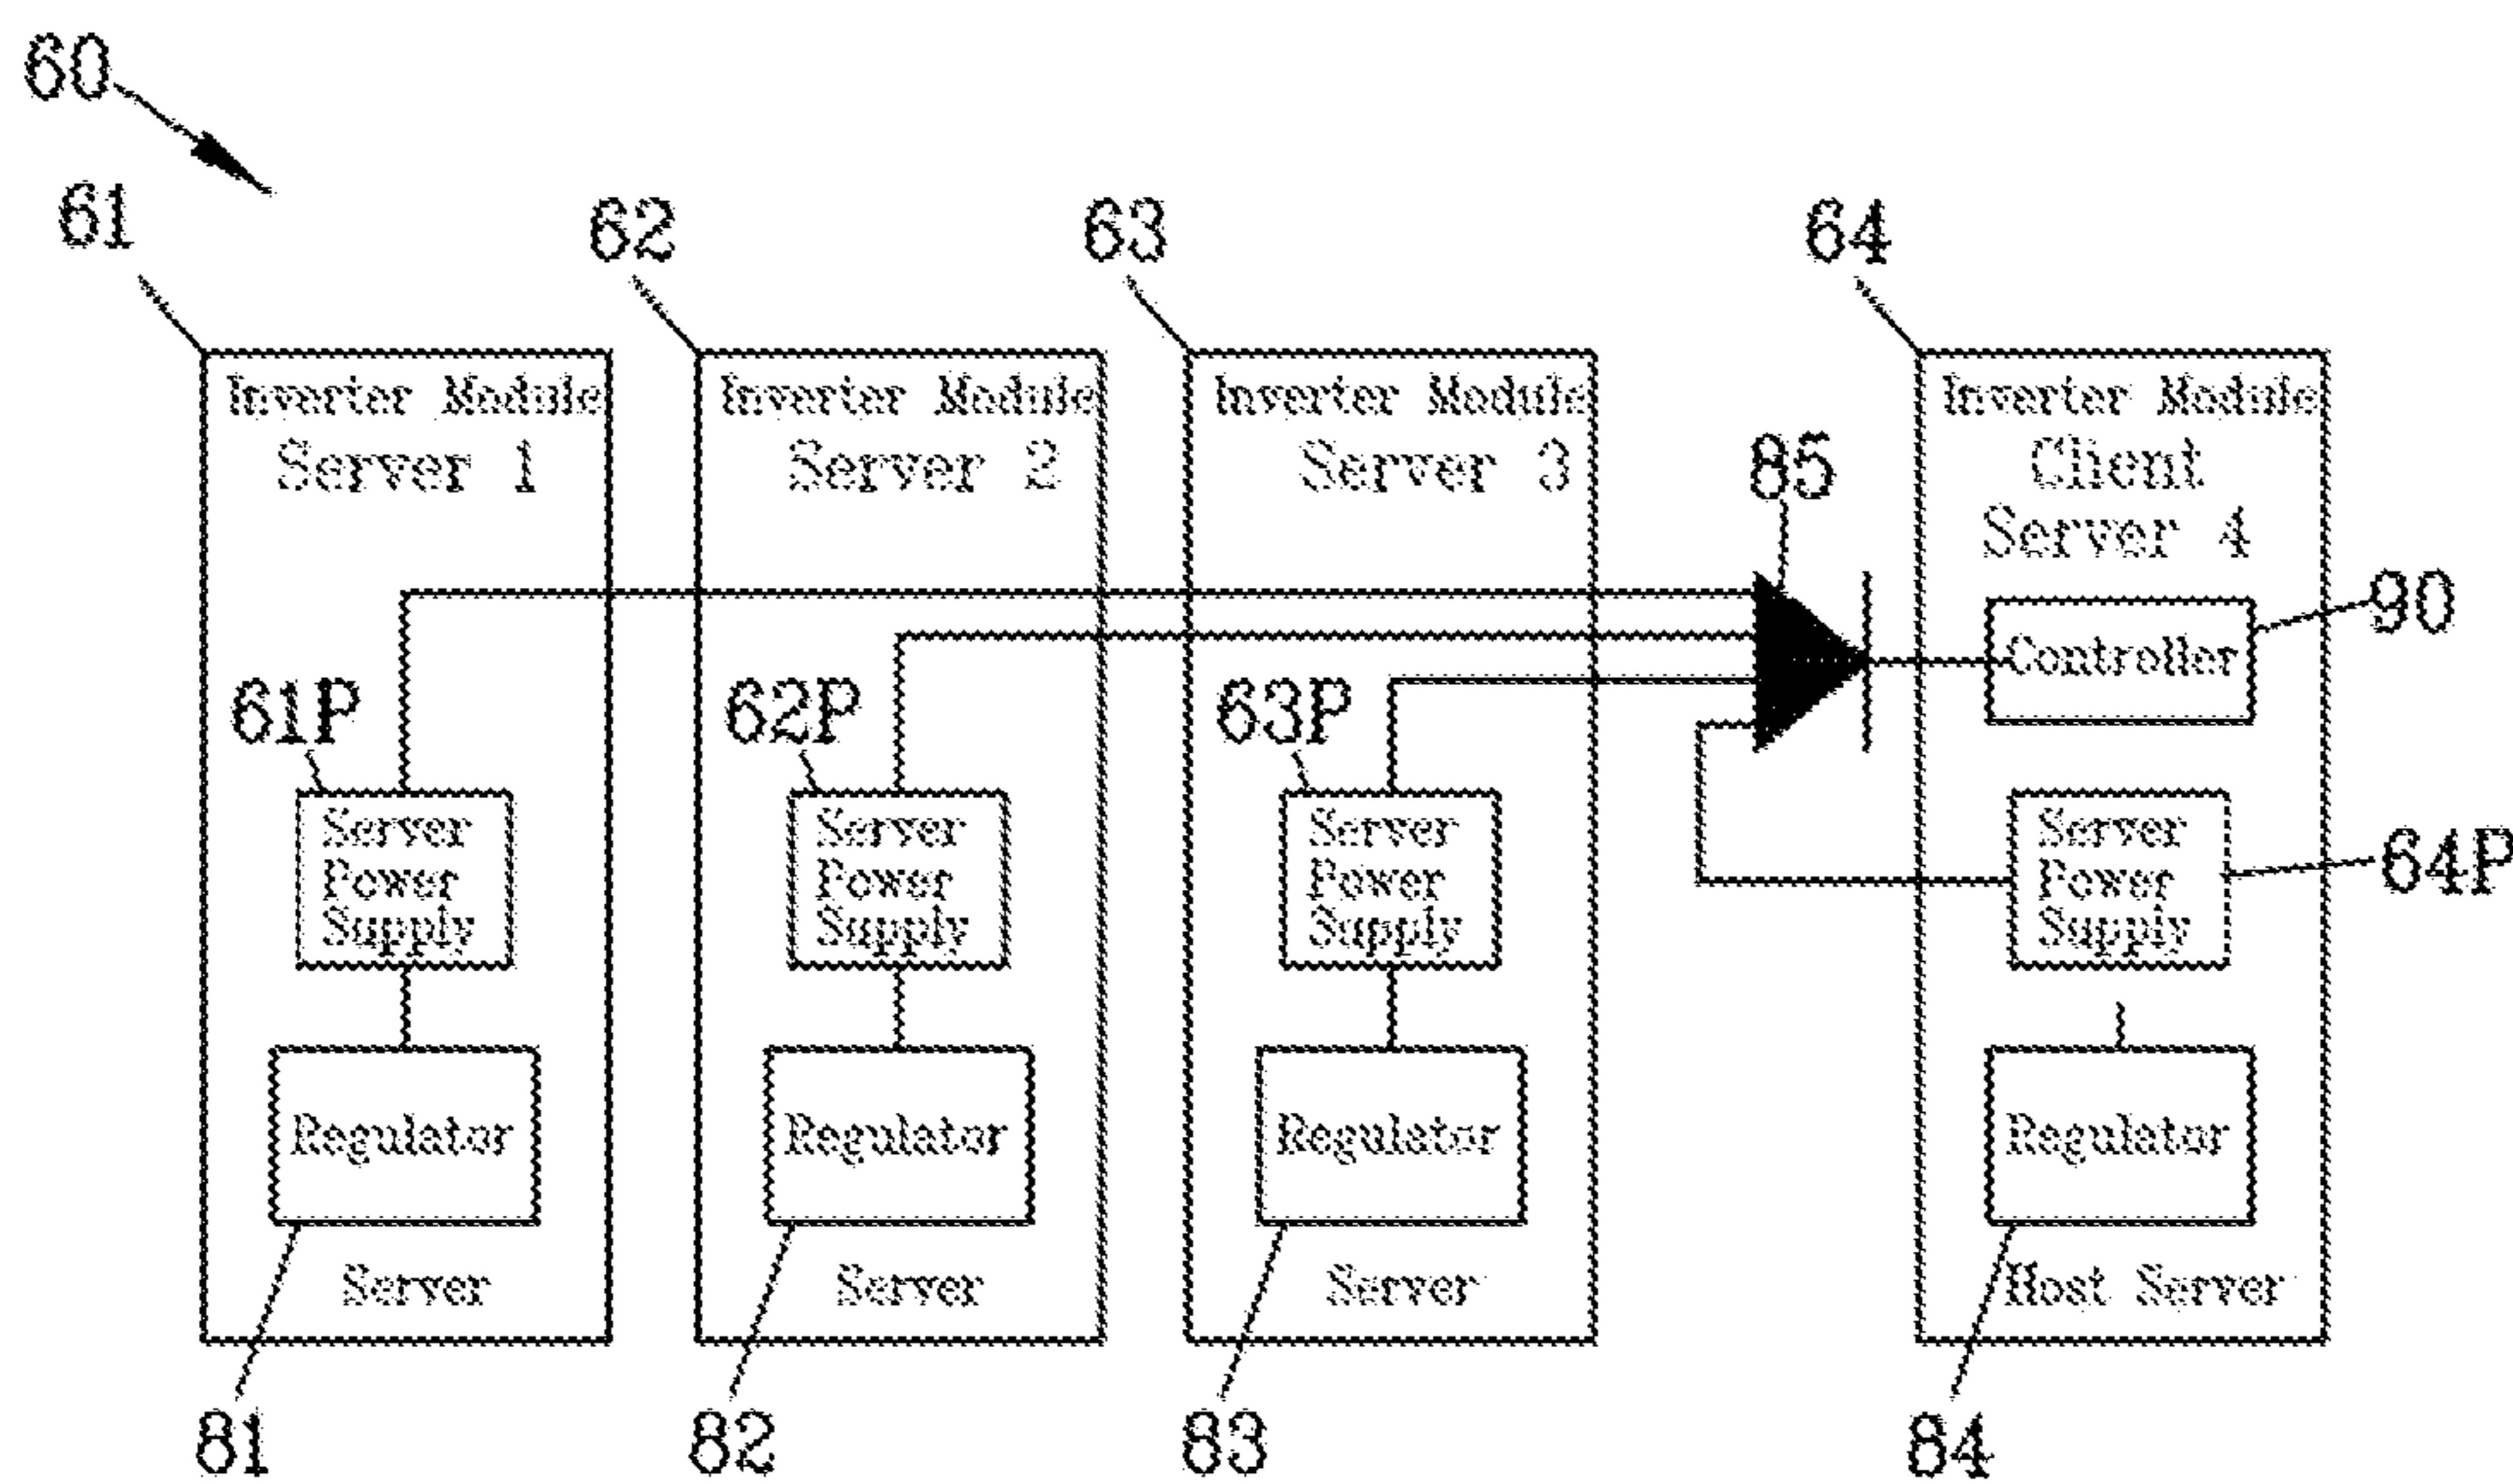 60
61
62
63
64
Inverter Module
Server 1
Inverter Module
Server 2
Inverter Module
Server 3
Inverter Module
Client
Server 4
85
90
Controller
61P
62P
63P
64P
Server
Power
Supply
Server
Power
Supply
Server
Power
Supply
Server
Power
Supply
Regulator
Regulator
Regulator
Regulator
Server
Server
Server
Host Server
81
82
83
84